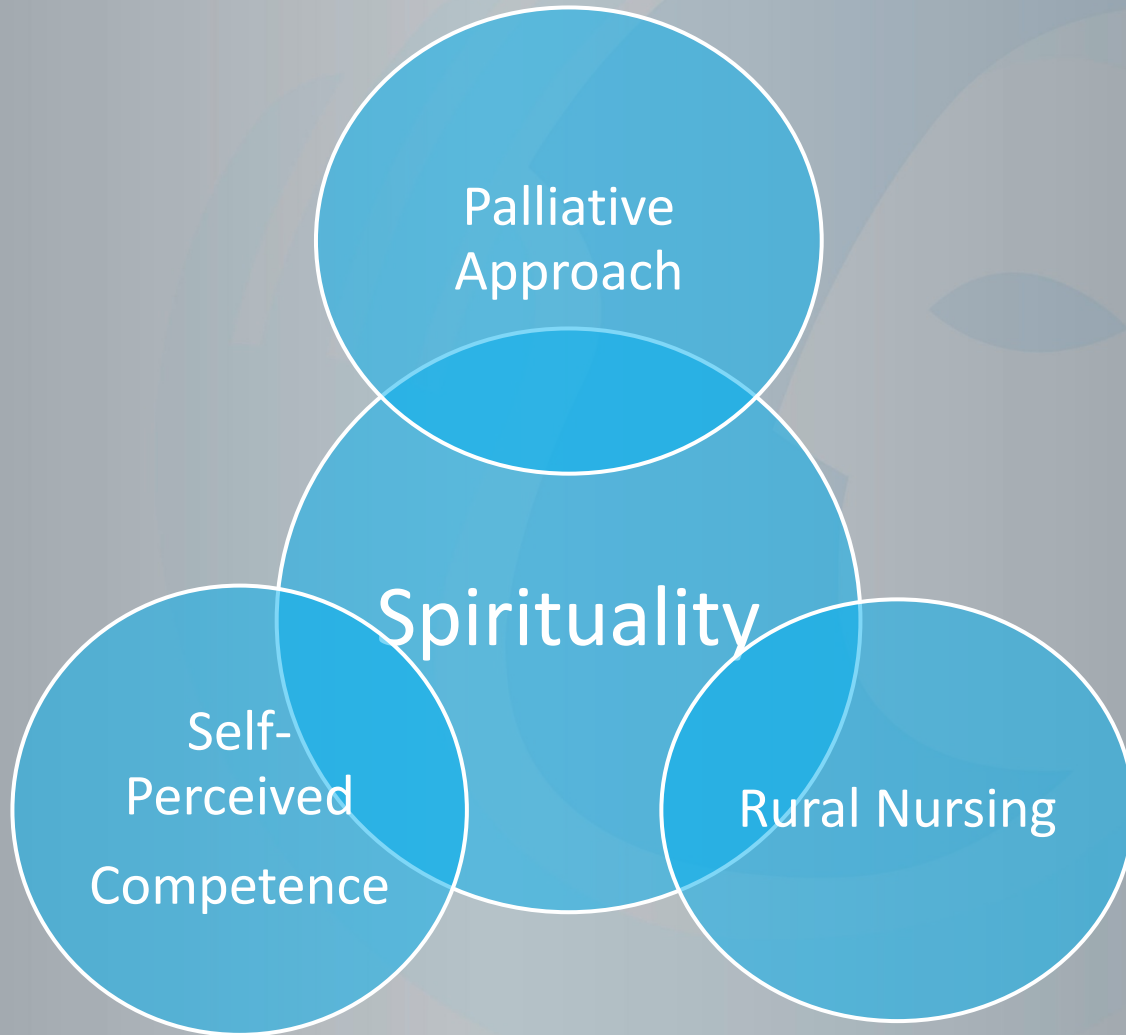 Palliative
Approach
Spirituality
Self-
Perceived
Competence
Rural Nursing